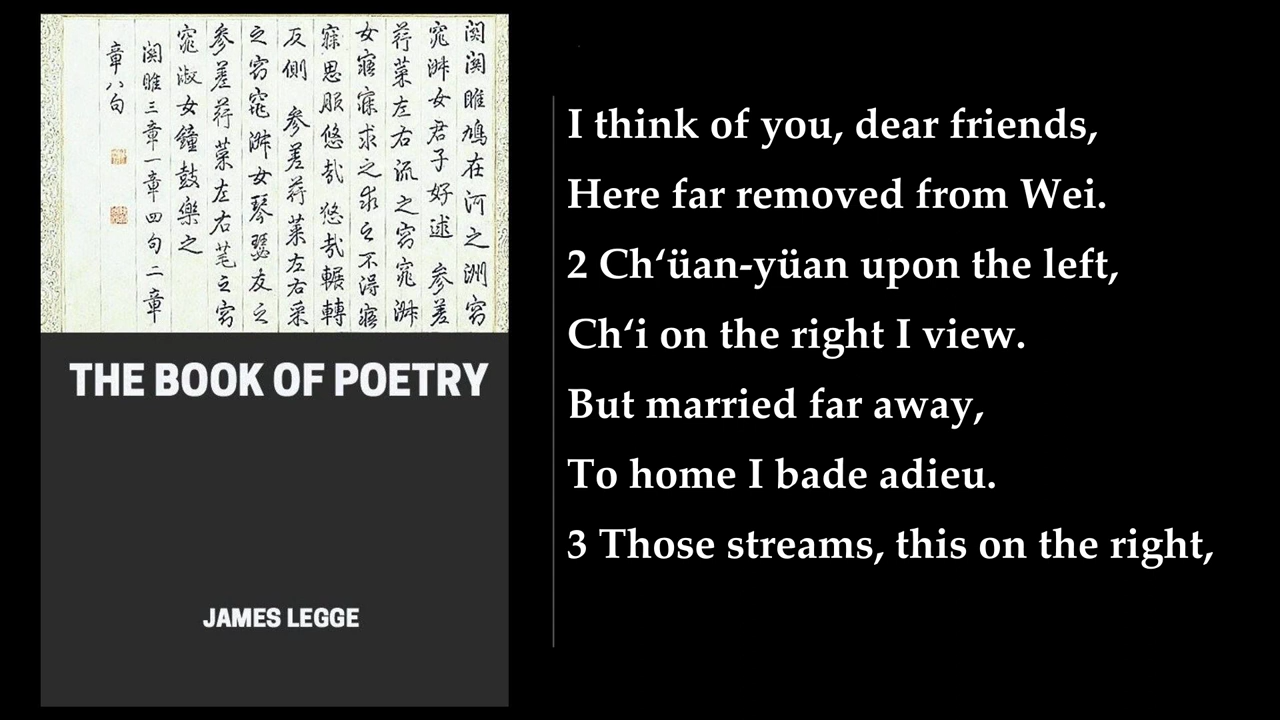 關關雎鳩在河之洲窈
窕淑女君子好逑 參差
荇菜左右流之窈窕淑
女寤寐求之求之不得寤
寐思服悠哉悠哉輾轉
反側 參差荇菜左右采
之窈窕淑女琴瑟友之
參差荇菜左右芼之窈
窕淑女鐘鼓樂之
關雎三章一章四句二章
章八句
THE BOOK OF POETRY
JAMES LEGGE
I think of you, dear friends,
Here far removed from Wei.
2 Ch‘üan-yüan upon the left,
Ch‘i on the right I view.
But married far away,
To home I bade adieu.
3 Those streams, this on the right,